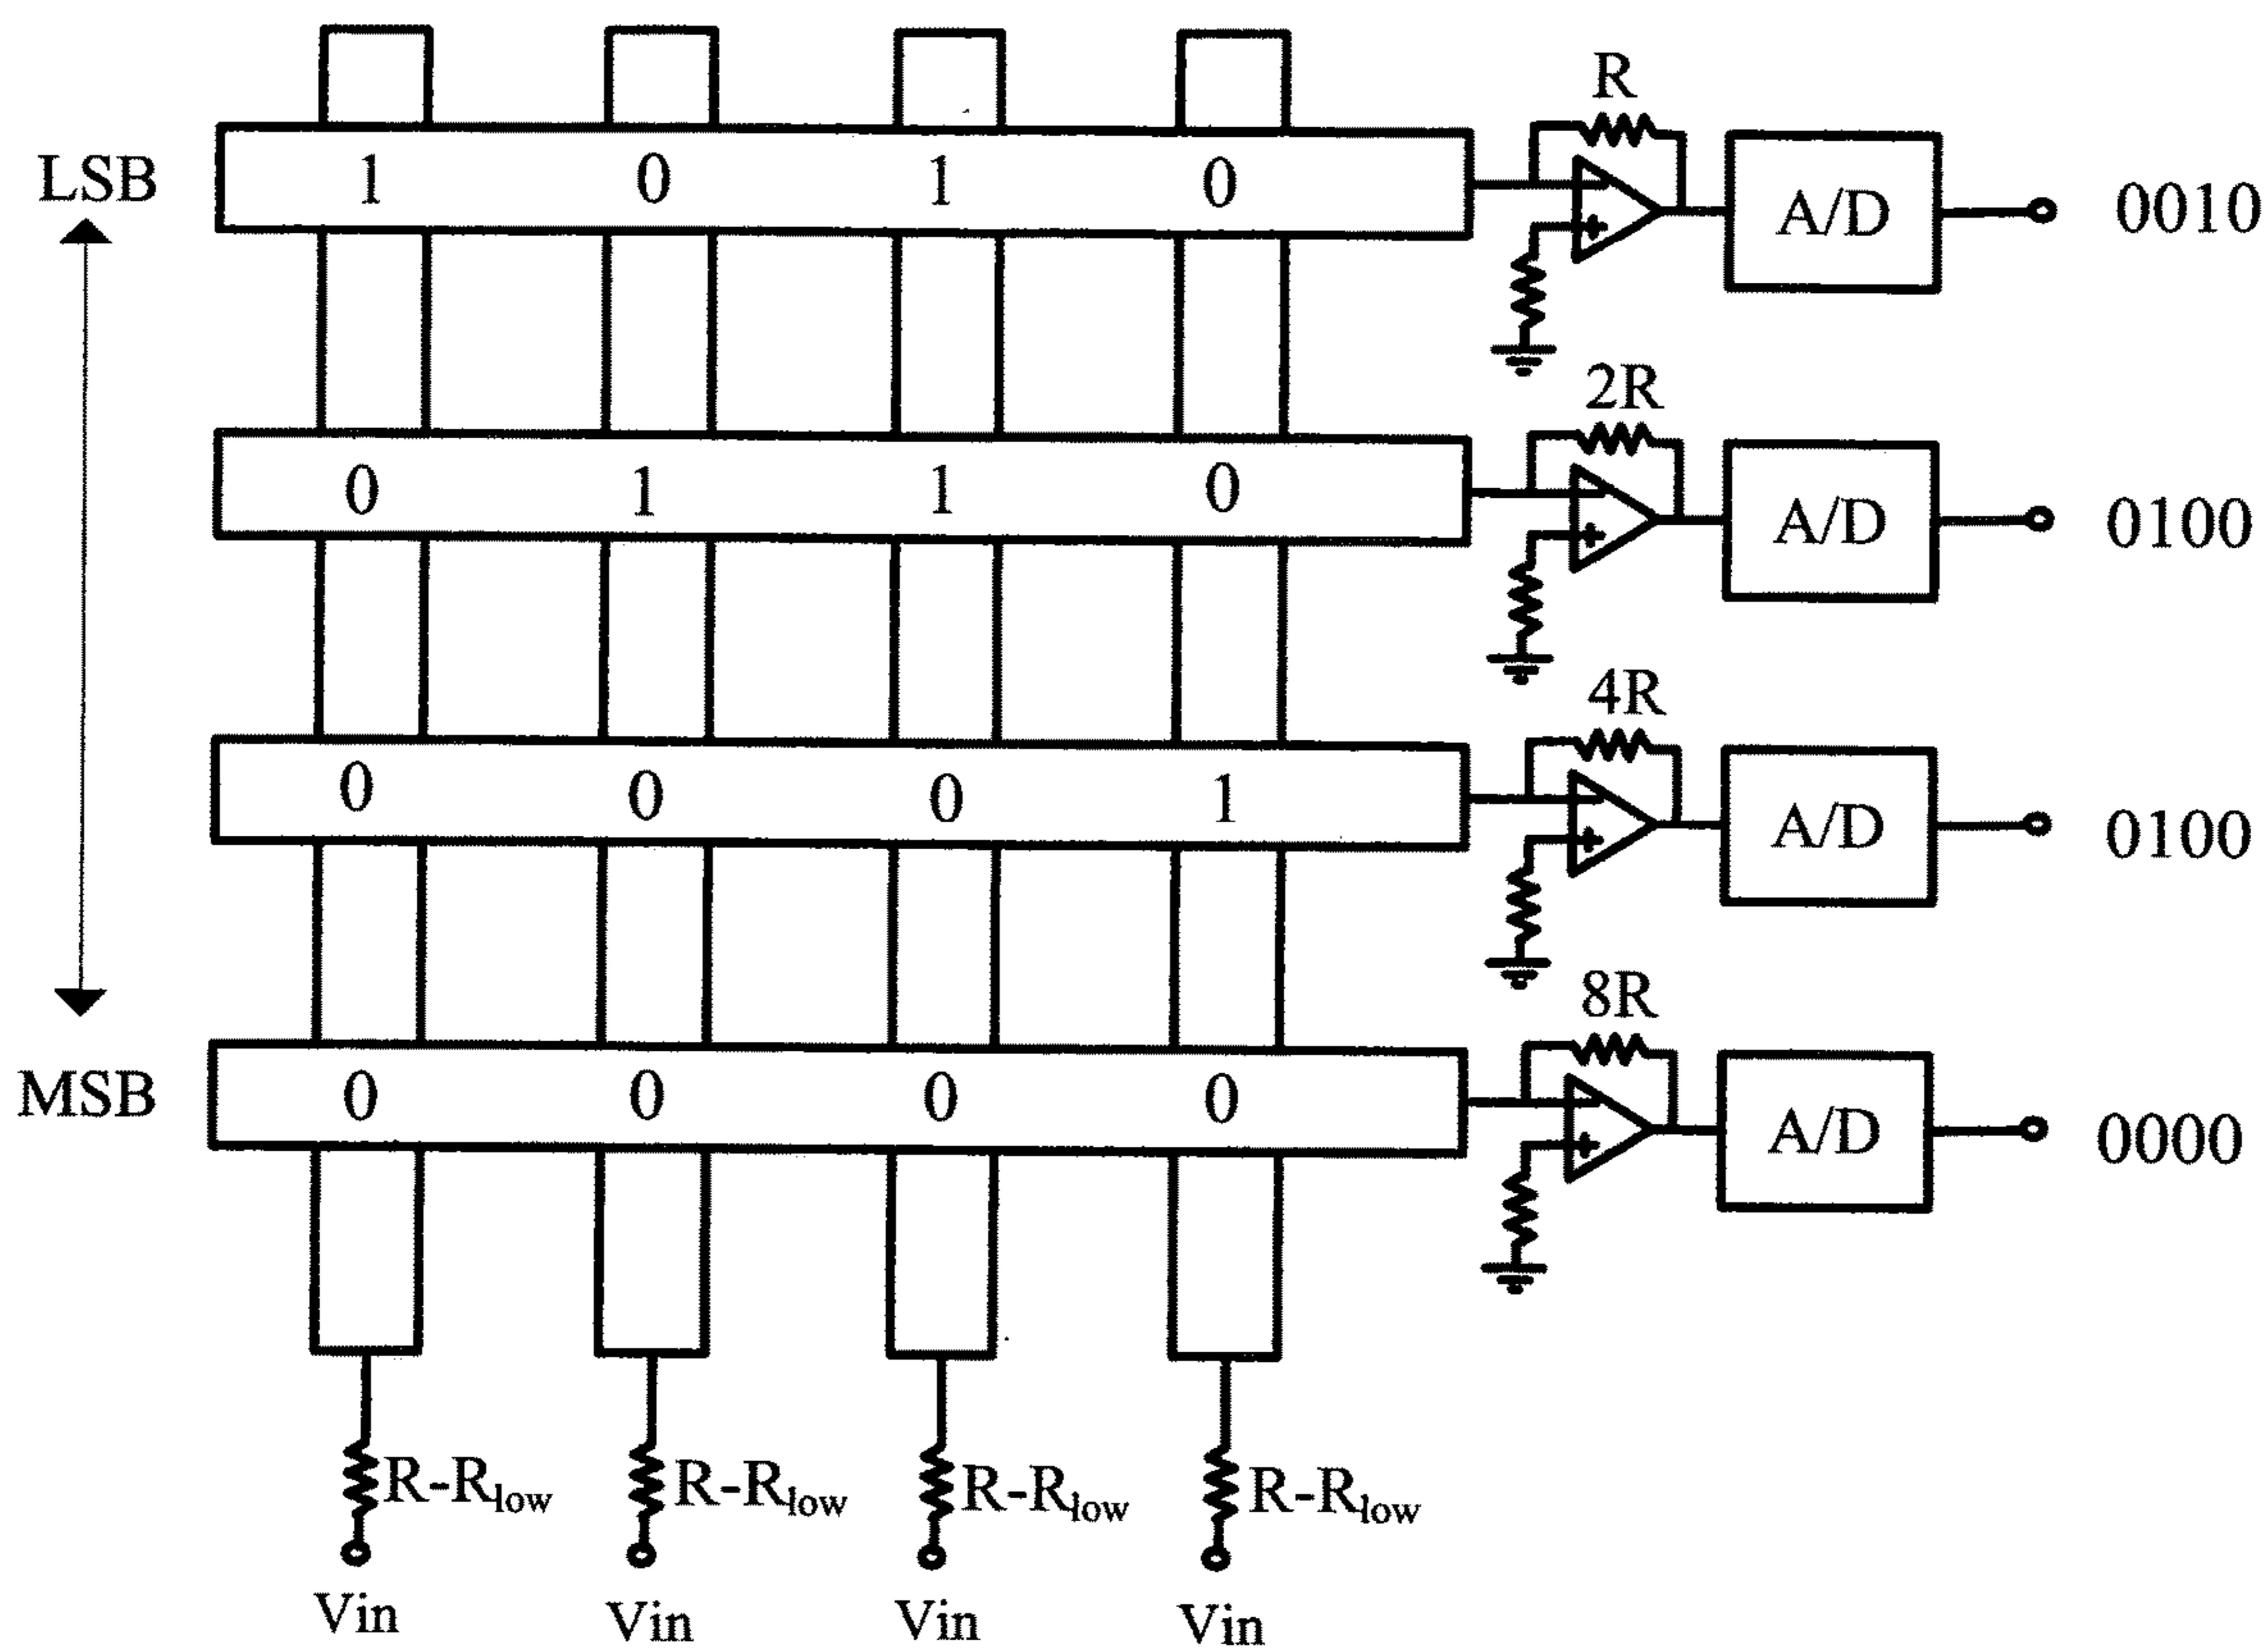 R
LSB 1 0 1 0 A/D 0010
2R
0 1 1 0 A/D 0100
4R
0 0 0 1 A/D 0100
8R
MSB 0 0 0 0 A/D 0000
R-Rlow R-Rlow R-Rlow R-Rlow
Vin Vin Vin Vin